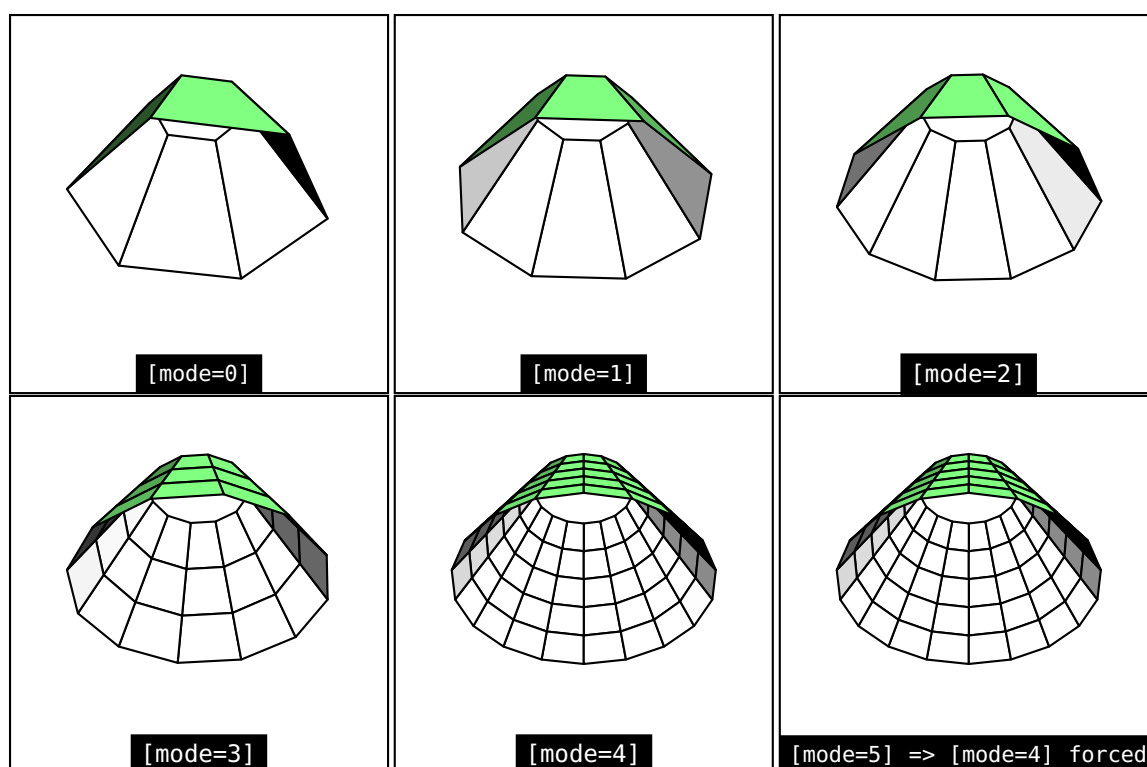 [mode=0]
[mode=1]
[mode=2]
[mode=3]
[mode=4]
[mode=5] => [mode=4] forced